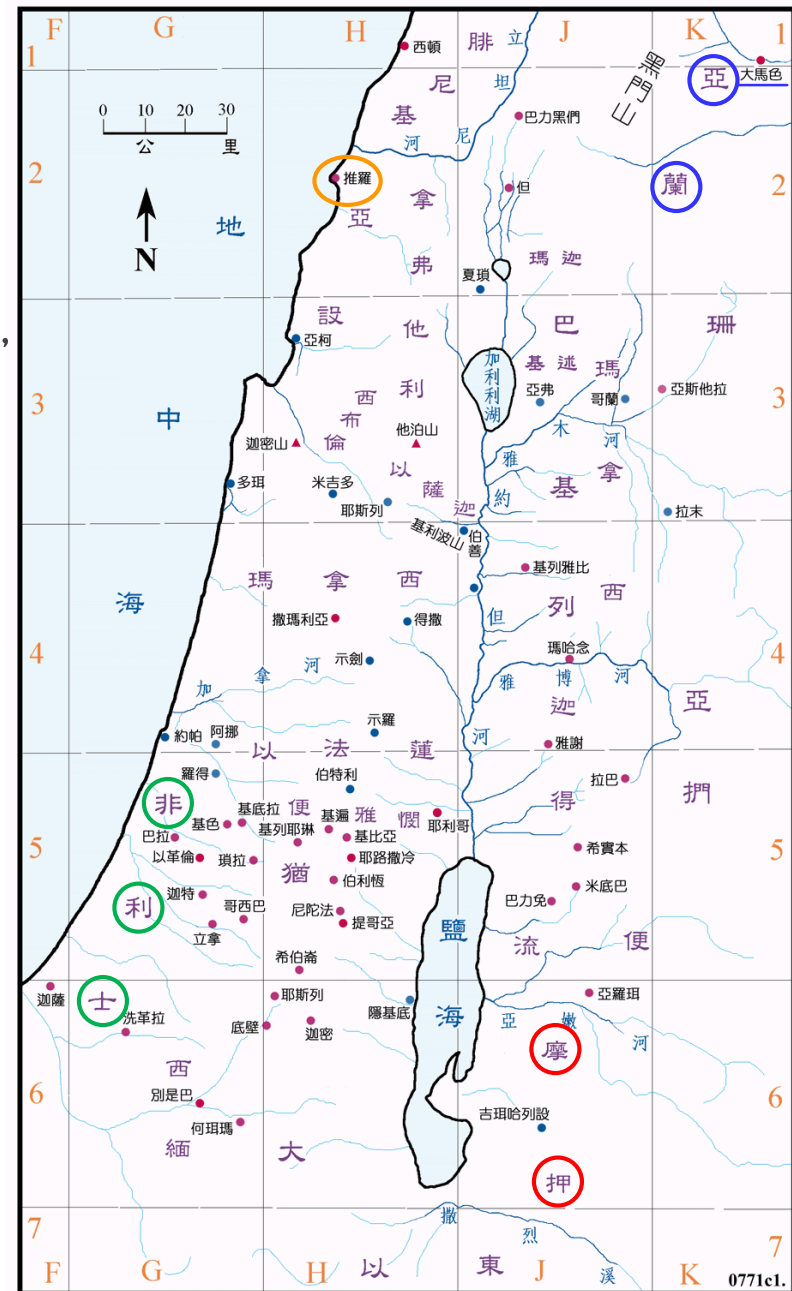 F G H J K
1 1
西頓
腓
尼
基
立
坦
尼
河
黑門山
亞
大馬色
0 10 20 30
公 里
巴力黑們
N
2 2
推羅
亞
拿
弗
他
利
但
蘭
地
瑪迦
夏瑣
設
亞柯
巴
珊
加利利湖
基述
瑪
，
3 3
亞弗
哥蘭
亞斯他拉
中
西
布
倫
迦密山
他泊山
雅
木
河
以
薩
迦
約
基
拿
多珥
米吉多
耶斯列
拉末
基利波山
伯善
海
瑪 拿 西
基列雅比
列
西
撒瑪利亞
得撒
但
4 4
示劍
瑪哈念
加 拿 河
雅 博 河
迦
亞
約帕
阿挪
示羅
河
雅謝
以 法 蓮
羅得
伯特利
拉巴
捫
非
便 雅 憫
得
基色
基底拉
基遍
耶利哥
巴拉
基列耶琳
基比亞
5 5
以革倫
瑣拉
耶路撒冷
希實本
猶
伯利恆
米底巴
迦特
巴力免
利
哥西巴
尼陀法
立拿
提哥亞
鹽
流
便
希伯崙
海
迦薩
士
耶斯列
隱基底
亞羅珥
洗革拉
底壁
迦密
亞 嫩 河
摩
西
6 6
別是巴
何珥瑪
吉珥哈列設
緬
大
押
7 7
撒 烈 溪
以 東
F G H J K
0771c1.